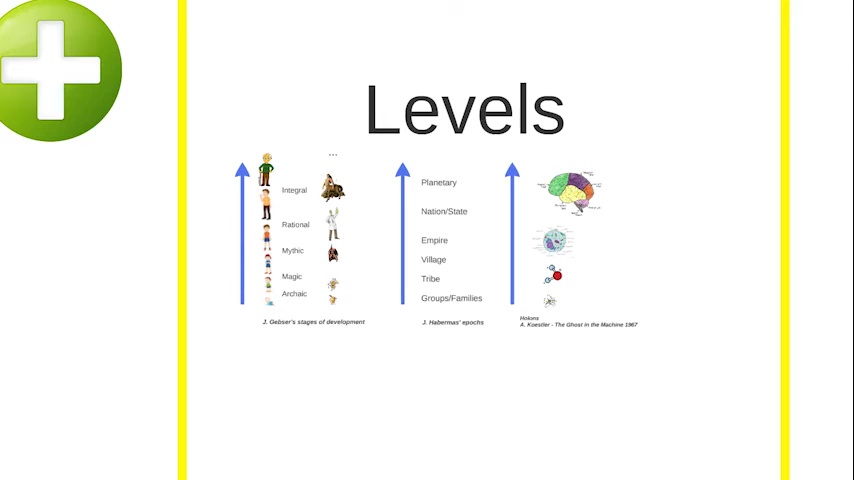 Levels
...
Integral
Rational
Mythic
Magic
Archaic
J. Gebser's stages of development
Planetary
Nation/State
Empire
Village
Tribe
Groups/Families
J. Habermas' epochs
Holons
A. Koestler - The Ghost in the Machine 1967